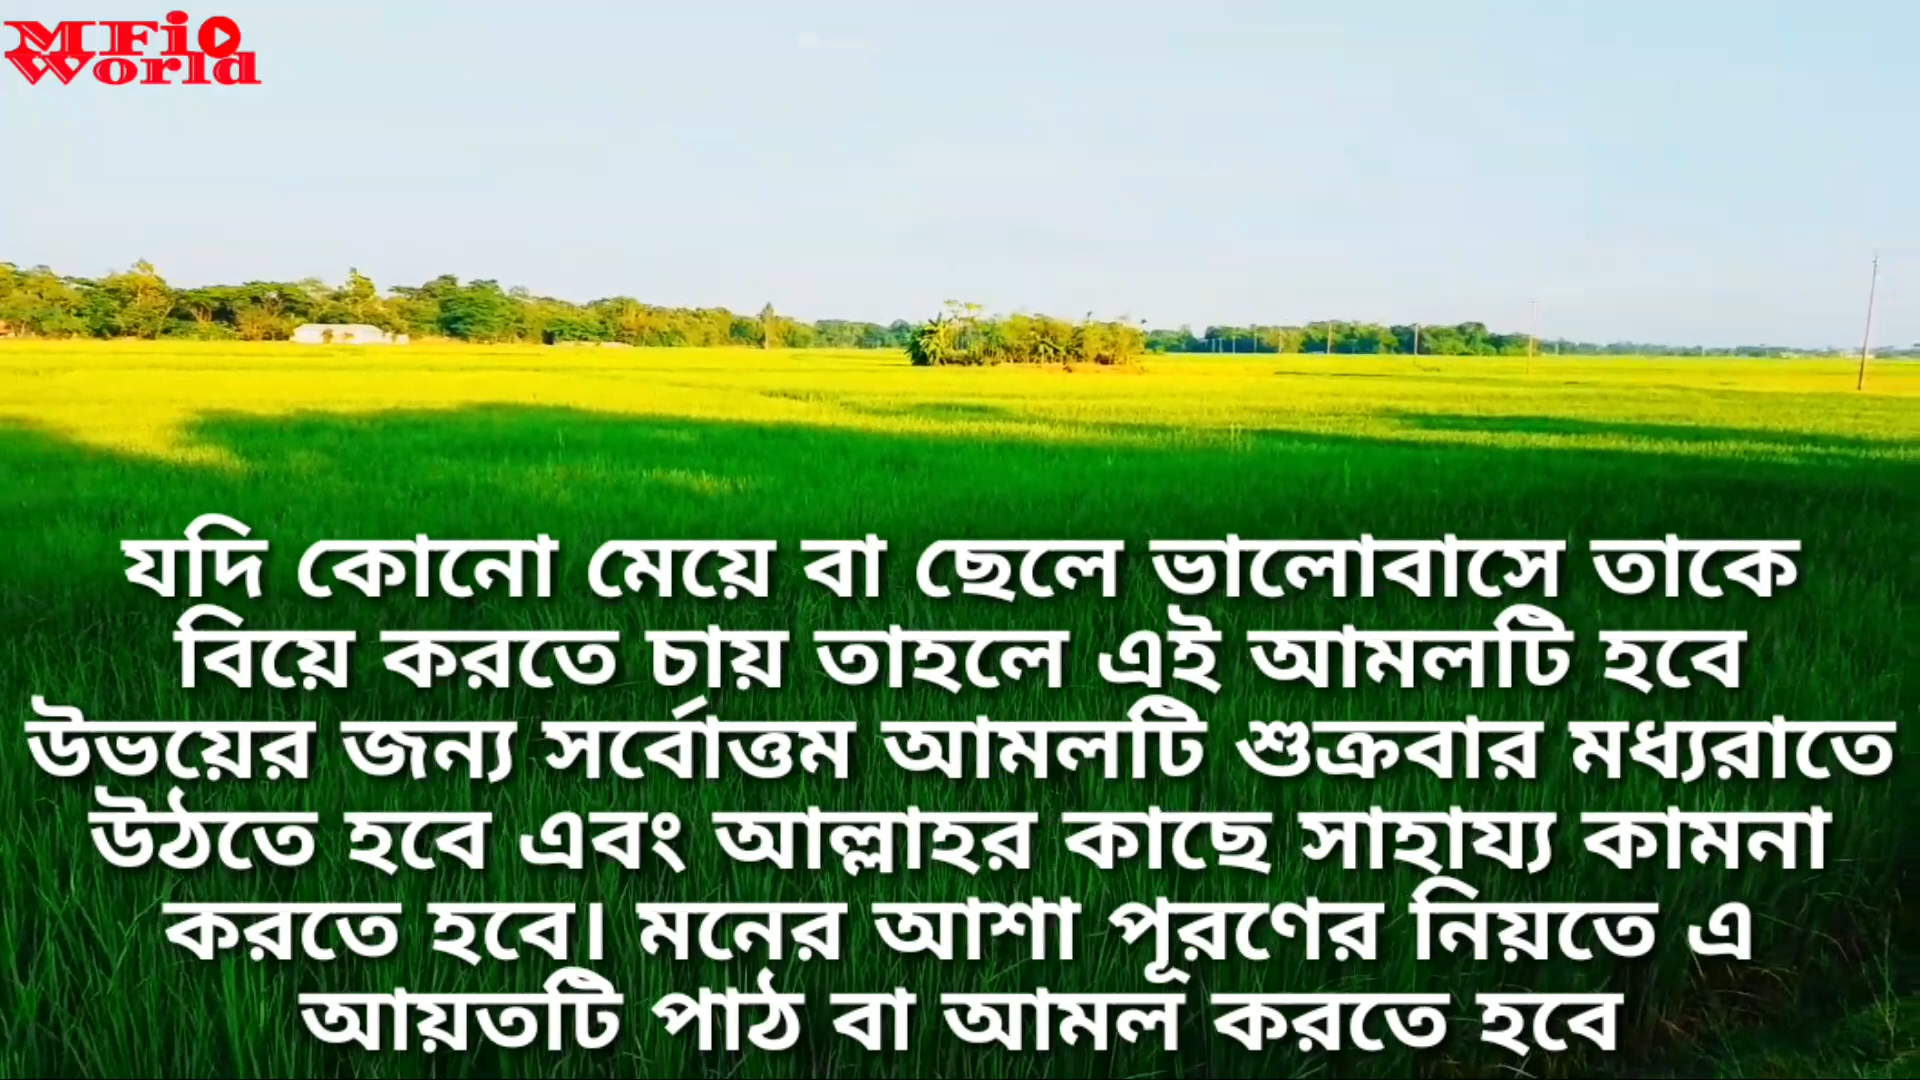 MFi
World
যদি কোনো মেয়ে বা ছেলে ভালোবাসে তাকে
বিয়ে করতে চায় তাহলে এই আমলটি হবে
উভয়ের জন্য সর্বোত্তম আমলটি শুক্রবার মধ্যরাতে
উঠতে হবে এবং আল্লাহর কাছে সাহায্য কামনা
করতে হবে। মনের আশা পূরণের নিয়তে এ
আয়তটি পাঠ বা আমল করতে হবে